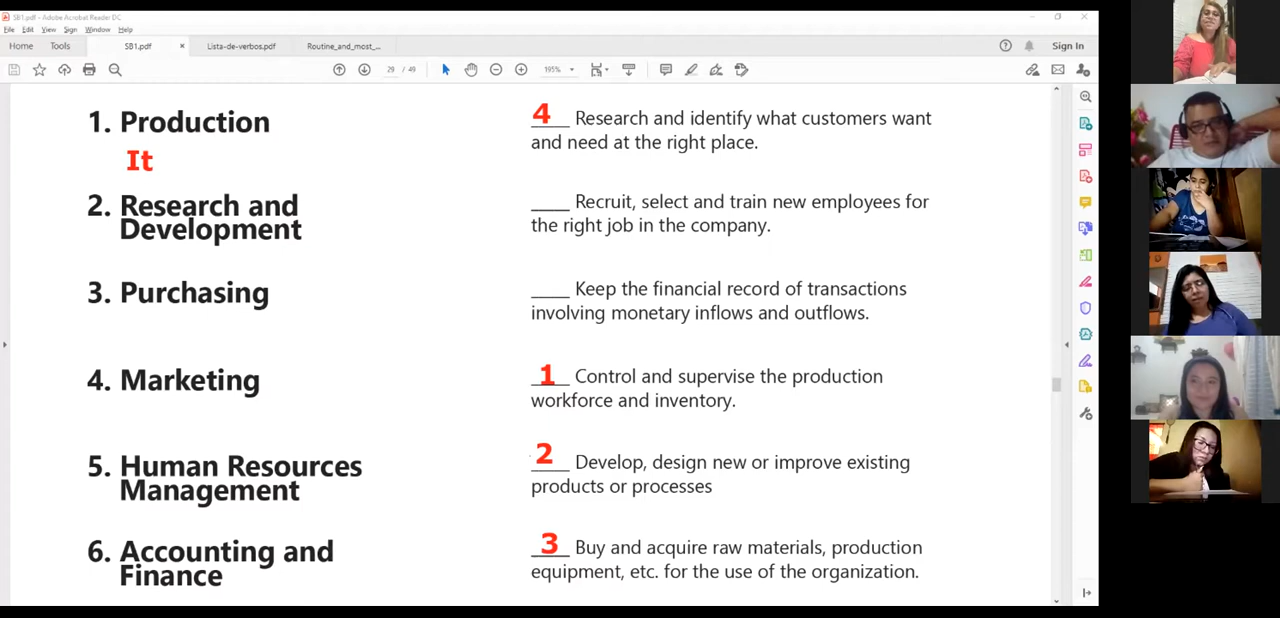 SB1.pdf - Adobe Acrobat Reader DC
File Edit View Sign Window Help
Home Tools SB1.pdf × Lista-de-verbos.pdf Routine_and_most_... Sign In
29 / 49 195%
1. Production
It
2. Research and
Development
3. Purchasing
4. Marketing
5. Human Resources
Management
6. Accounting and
Finance
4 Research and identify what customers want
and need at the right place.
____ Recruit, select and train new employees for
the right job in the company.
____ Keep the financial record of transactions
involving monetary inflows and outflows.
1 Control and supervise the production
workforce and inventory.
2 Develop, design new or improve existing
products or processes
3 Buy and acquire raw materials, production
equipment, etc. for the use of the organization.